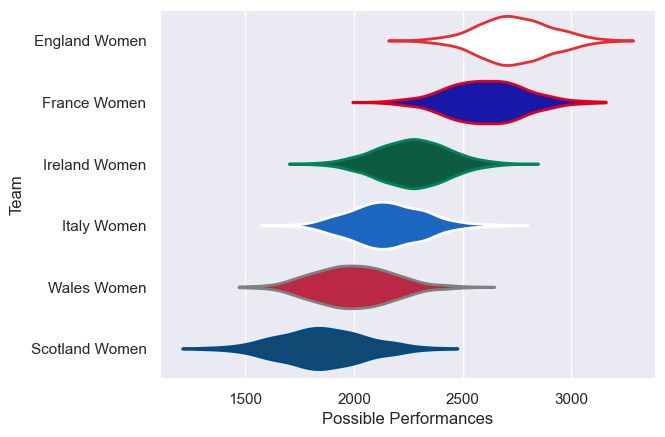 England Women
France Women
Ireland Women
Italy Women
Wales Women
Scotland Women
Team
1500 2000 2500 3000
Possible Performances